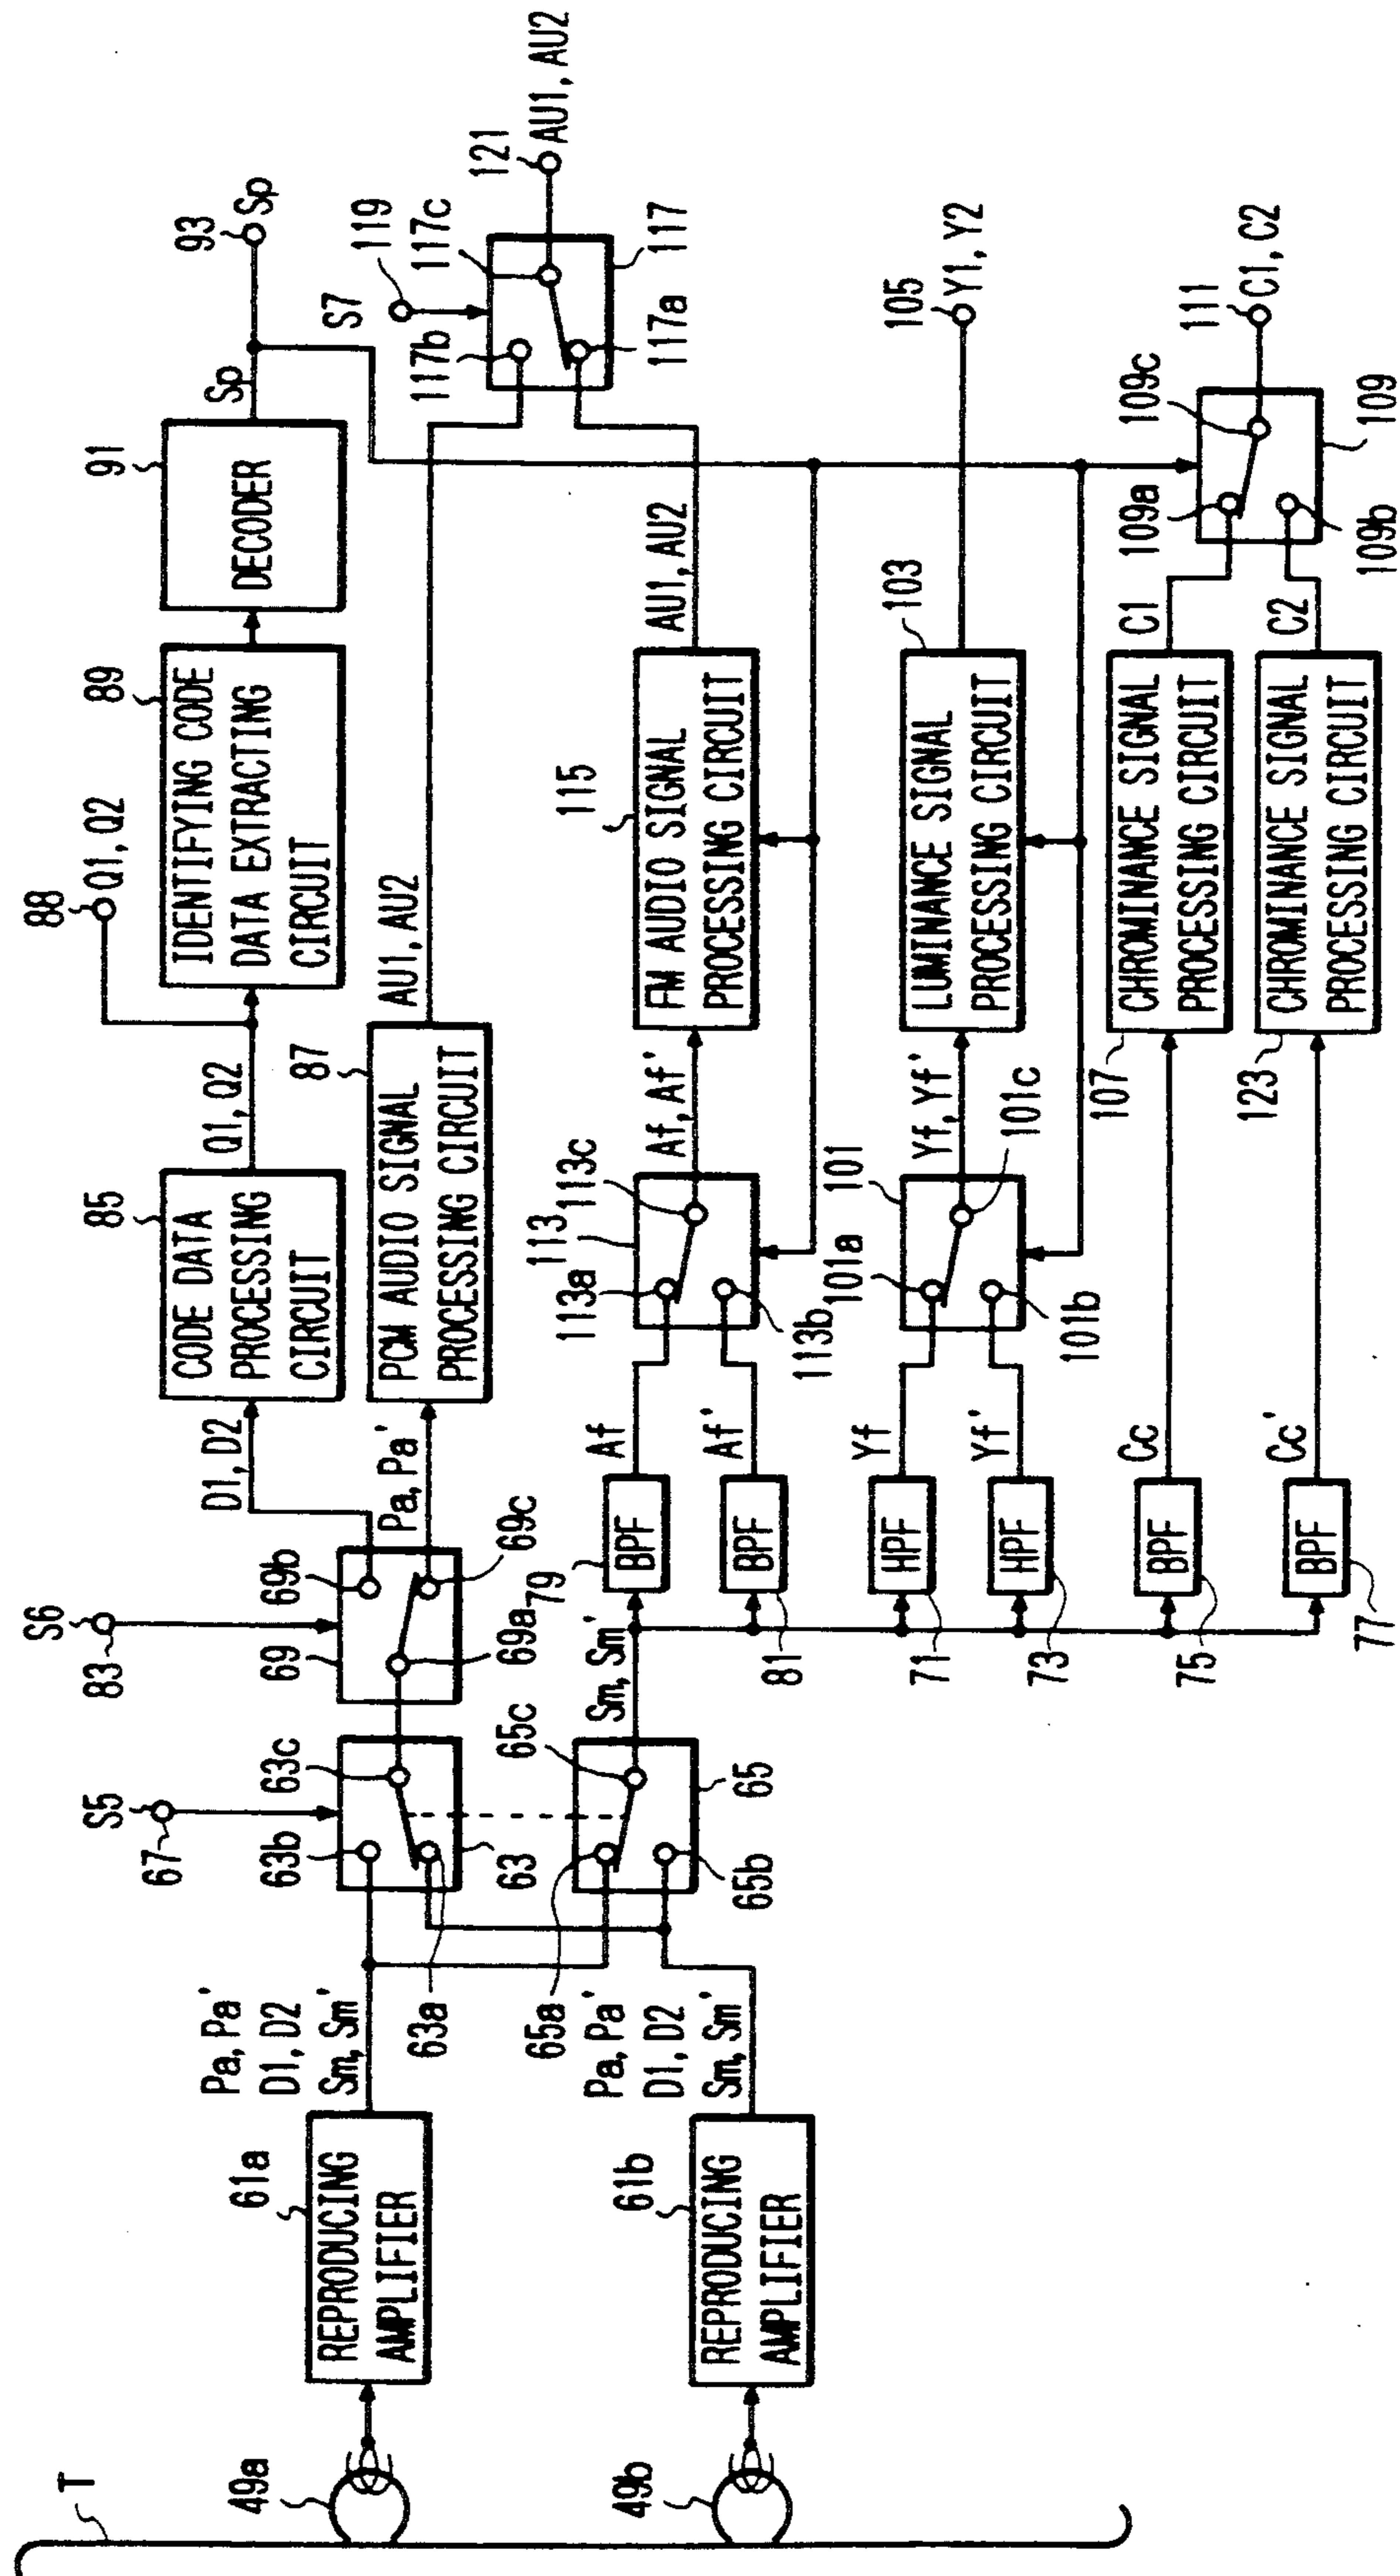 T
49a
49b
61a
REPRODUCING
AMPLIFIER
61b
REPRODUCING
AMPLIFIER
Pa, Pa'
D1, D2
Sm, Sm'
Pa, Pa'
D1, D2
Sm, Sm'
S5
67
63b
63c
63a
63
65a
65c
65b
65
Sm, Sm'
S6
83
69
69b
69a
69c
D1, D2
Pa, Pa'
85
CODE DATA
PROCESSING
CIRCUIT
Q1, Q2
88
Q1, Q2
89
IDENTIFYING CODE
DATA EXTRACTING
CIRCUIT
91
DECODER
Sp
93
Sp
87
PCM AUDIO SIGNAL
PROCESSING CIRCUIT
AU1, AU2
79
BPF
Af
BPF
81
Af'
113
113a
113c
113b
Af, Af'
115
FM AUDIO SIGNAL
PROCESSING CIRCUIT
AU1, AU2
S7
119
117b
117c
117a
117
121
AU1, AU2
HPF
71
Yf
HPF
73
Yf'
101
101a
101c
101b
Yf, Yf'
103
LUMINANCE SIGNAL
PROCESSING CIRCUIT
105
Y1, Y2
BPF
75
Cc
107
CHROMINANCE SIGNAL
PROCESSING CIRCUIT
C1
BPF
77
Cc'
123
CHROMINANCE SIGNAL
PROCESSING CIRCUIT
C2
109a
109c
109b
109
111
C1, C2